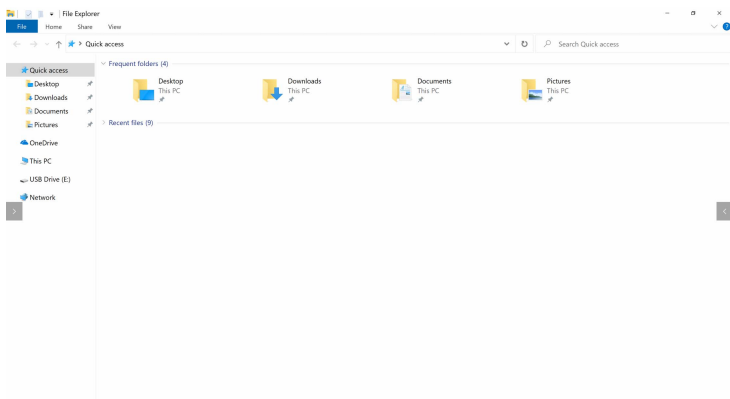 File Explorer
File Home Share View
Quick access
Search Quick access
Quick access
Desktop
Downloads
Documents
Pictures
OneDrive
This PC
USB Drive (E:)
Network
Frequent folders (4)
Desktop
This PC
Downloads
This PC
Documents
This PC
Pictures
This PC
Recent files (9)